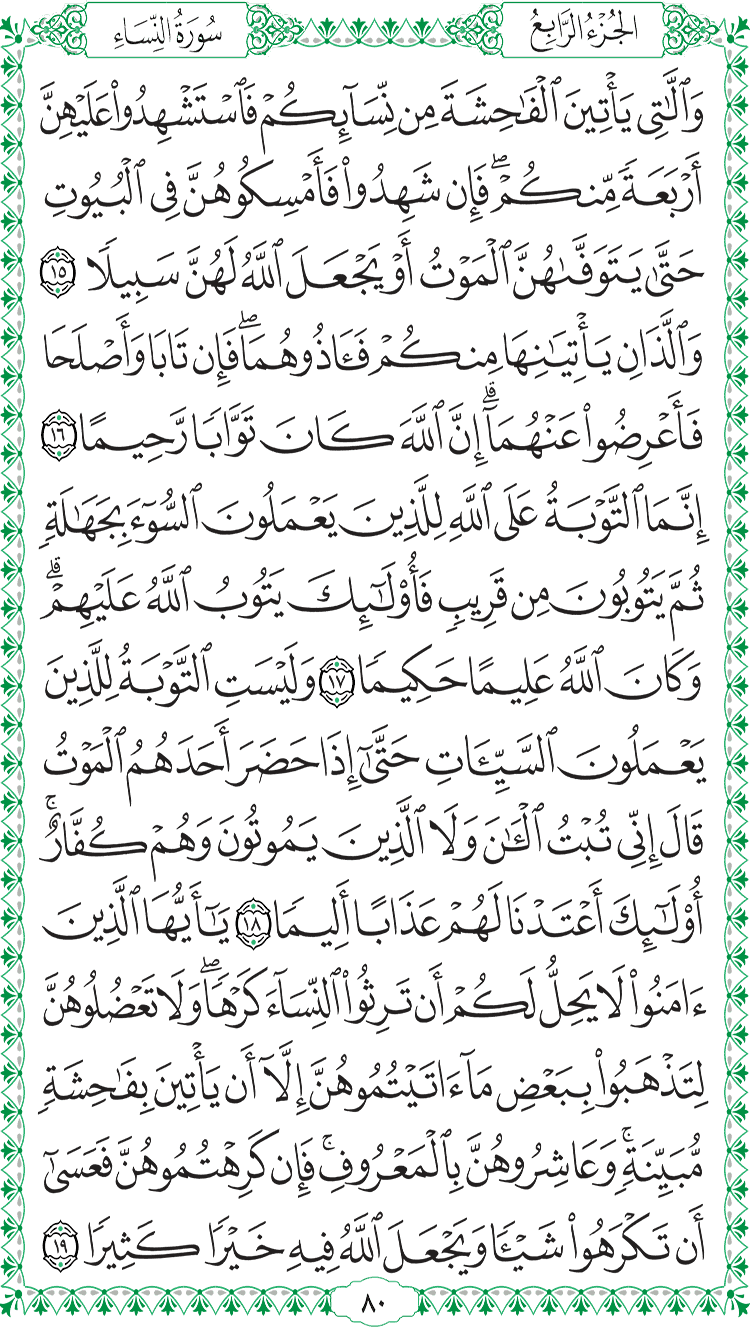 الجُزْءُ الرَّابِعُ
سُورَةُ النِّسَاءِ
وَٱلَّٰتِي يَأۡتِينَ ٱلۡفَٰحِشَةَ مِن نِّسَآئِكُمۡ فَٱسۡتَشۡهِدُواْ عَلَيۡهِنَّ
أَرۡبَعَةٗ مِّنكُمۡۖ فَإِن شَهِدُواْ فَأَمۡسِكُوهُنَّ فِي ٱلۡبُيُوتِ
حَتَّىٰ يَتَوَفَّىٰهُنَّ ٱلۡمَوۡتُ أَوۡ يَجۡعَلَ ٱللَّهُ لَهُنَّ سَبِيلٗا ١٥
وَٱلَّذَانِ يَأۡتِيَٰنِهَا مِنكُمۡ فَـَٔاذُوهُمَاۖ فَإِن تَابَا وَأَصۡلَحَا
فَأَعۡرِضُواْ عَنۡهُمَآۗ إِنَّ ٱللَّهَ كَانَ تَوَّابٗا رَّحِيمًا ١٦
إِنَّمَا ٱلتَّوۡبَةُ عَلَى ٱللَّهِ لِلَّذِينَ يَعۡمَلُونَ ٱلسُّوٓءَ بِجَهَٰلَةٖ
ثُمَّ يَتُوبُونَ مِن قَرِيبٖ فَأُوْلَٰٓئِكَ يَتُوبُ ٱللَّهُ عَلَيۡهِمۡۗ
وَكَانَ ٱللَّهُ عَلِيمًا حَكِيمٗا ١٧ وَلَيۡسَتِ ٱلتَّوۡبَةُ لِلَّذِينَ
يَعۡمَلُونَ ٱلسَّيِّـَٔاتِ حَتَّىٰٓ إِذَا حَضَرَ أَحَدَهُمُ ٱلۡمَوۡتُ
قَالَ إِنِّي تُبۡتُ ٱلۡـَٰٔنَ وَلَا ٱلَّذِينَ يَمُوتُونَ وَهُمۡ كُفَّارٌۚ
أُوْلَٰٓئِكَ أَعۡتَدۡنَا لَهُمۡ عَذَابًا أَلِيمٗا ١٨ يَٰٓأَيُّهَا ٱلَّذِينَ
ءَامَنُواْ لَا يَحِلُّ لَكُمۡ أَن تَرِثُواْ ٱلنِّسَآءَ كَرۡهٗاۖ وَلَا تَعۡضُلُوهُنَّ
لِتَذۡهَبُواْ بِبَعۡضِ مَآ ءَاتَيۡتُمُوهُنَّ إِلَّآ أَن يَأۡتِينَ بِفَٰحِشَةٖ
مُّبَيِّنَةٖۚ وَعَاشِرُوهُنَّ بِٱلۡمَعۡرُوفِۚ فَإِن كَرِهۡتُمُوهُنَّ فَعَسَىٰٓ
أَن تَكۡرَهُواْ شَيۡـٔٗا وَيَجۡعَلَ ٱللَّهُ فِيهِ خَيۡرٗا كَثِيرٗا ١٩
٨٠